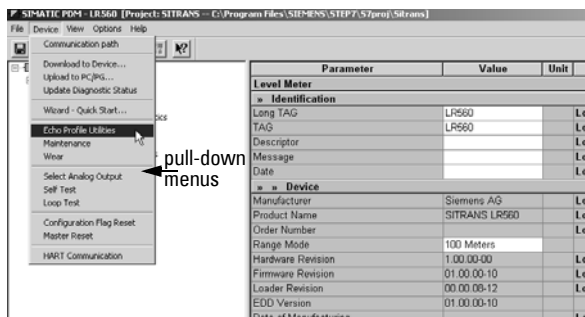 SIMATIC PDM - LR560 [Project: SITRANS -- C:\Program Files\SIEMENS\STEP7\S7proj\Sitrans]
File Device View Options Help
Communication path
Download to Device...
Upload to PC/PG...
Update Diagnostic Status
Wizard - Quick Start...
Echo Profile Utilities
Maintenance
Wear
Select Analog Output
Self Test
Loop Test
Configuration Flag Reset
Master Reset
HART Communication
pull-down
menus
Parameter Value Unit
Level Meter
» Identification
Long TAG LR560
TAG LR560
Descriptor
Message
Date
» » Device
Manufacturer Siemens AG
Product Name SITRANS LR560
Order Number
Range Mode 100 Meters
Hardware Revision 1.00.00-00
Firmware Revision 01.00.00-10
Loader Revision 00.00.08-12
EDD Version 01.00.00-10